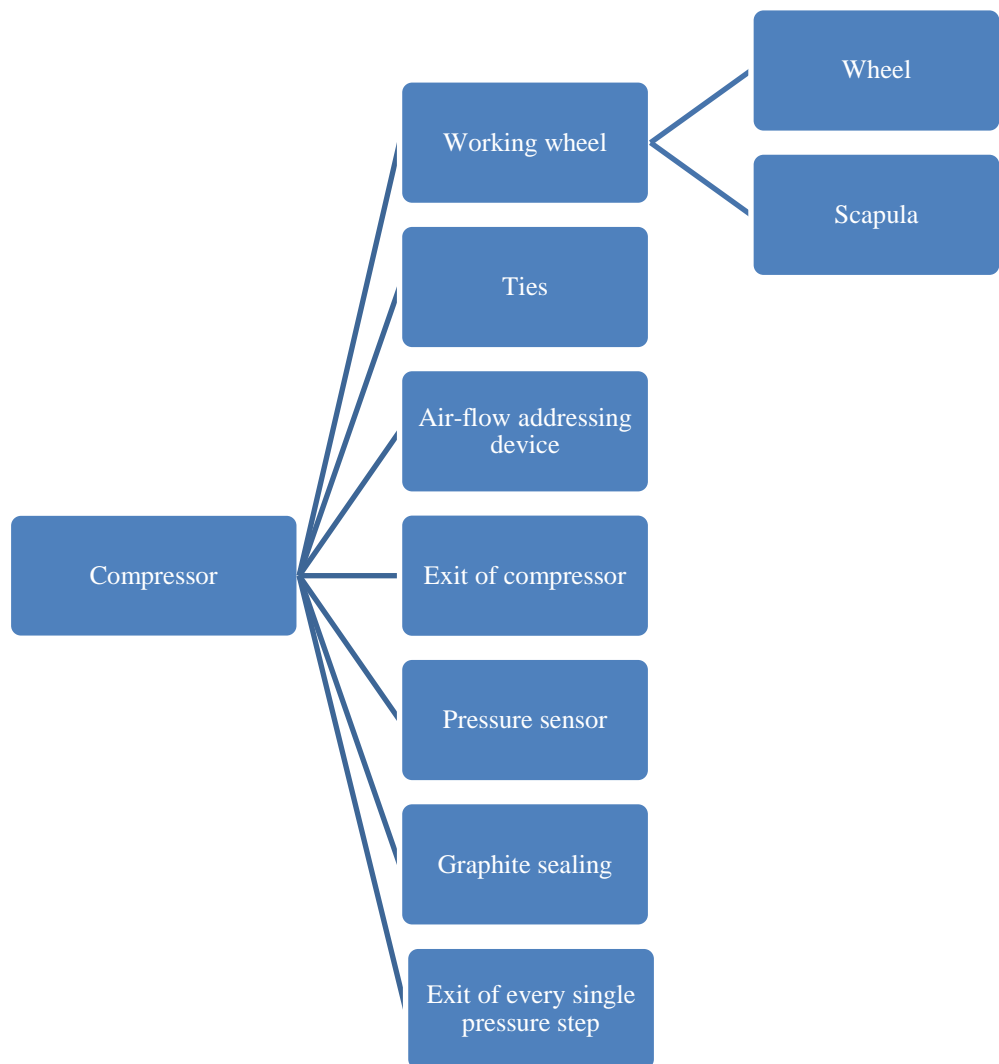 Wheel
Working wheel
Scapula
Ties
Air-flow addressing
device
Compressor
Exit of compressor
Pressure sensor
Graphite sealing
Exit of every single
pressure step